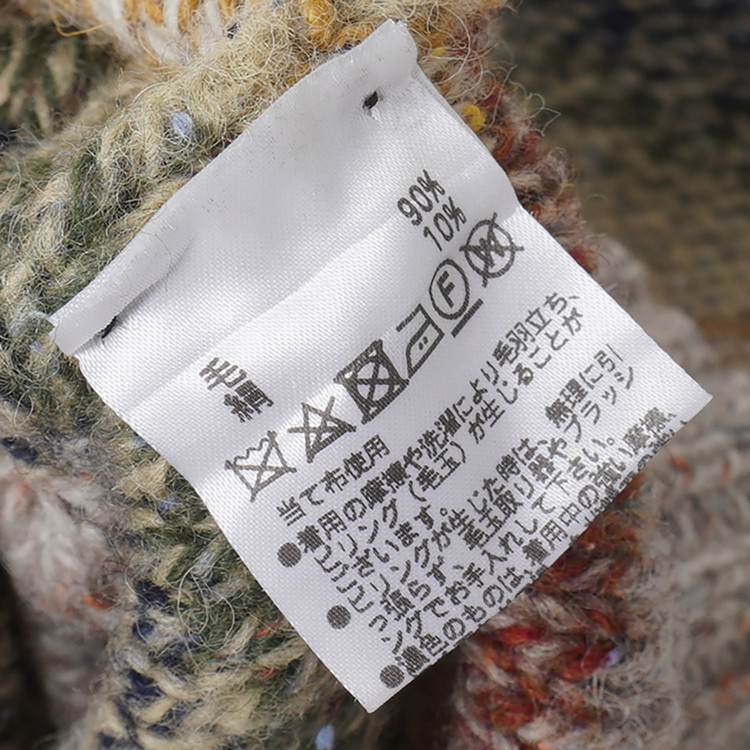 毛 90%
絹 10%
F W
当て布使用
●着用の摩擦や洗濯により毛羽立ち、
ピリング(毛玉)が生じることが
ございます。
●ピリングが生じた時は、無理に引
っ張らず、毛玉取り器やブラッシ
ングでお手入れして下さい。
●濃色のものは、着用中の強い摩擦、